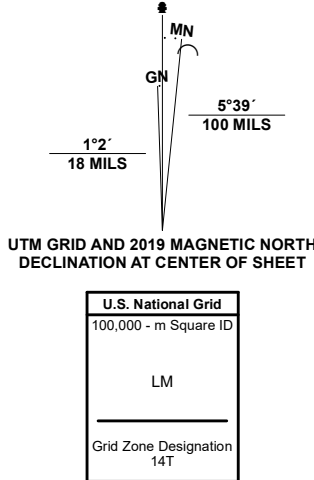 MN
GN
5°39´
100 MILS
1°2´
18 MILS
UTM GRID AND 2019 MAGNETIC NORTH
DECLINATION AT CENTER OF SHEET
U.S. National Grid
100,000 - m Square ID
LM
Grid Zone Designation
14T